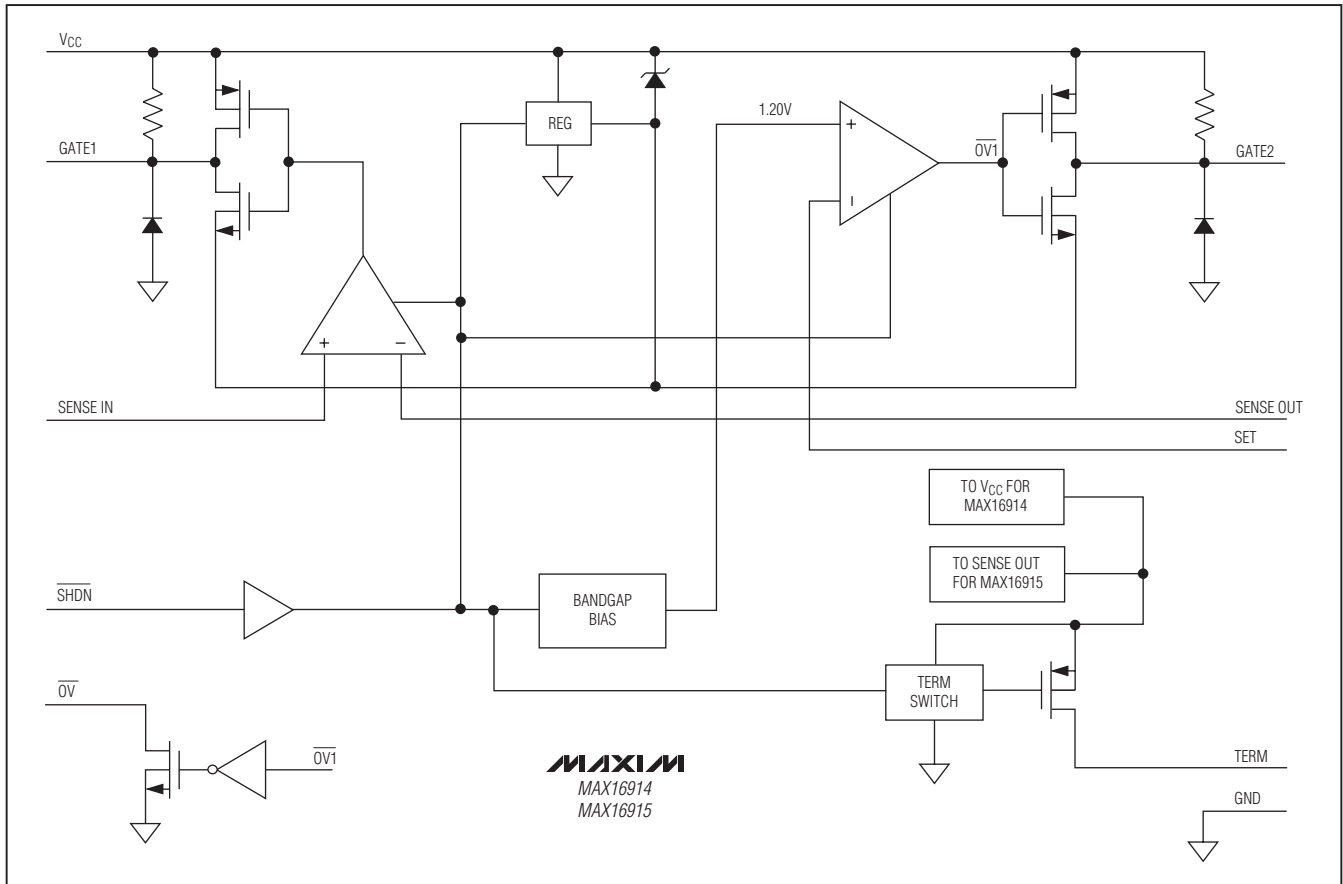 VCC
1.20V
+
REG
GATE1
OV1
GATE2
−
+
−
SENSE IN
SENSE OUT
SET
TO VCC FOR
MAX16914
TO SENSE OUT
FOR MAX16915
SHDN
BANDGAP
BIAS
TERM
SWITCH
OV
OV1
MAXIM
MAX16914
MAX16915
TERM
GND